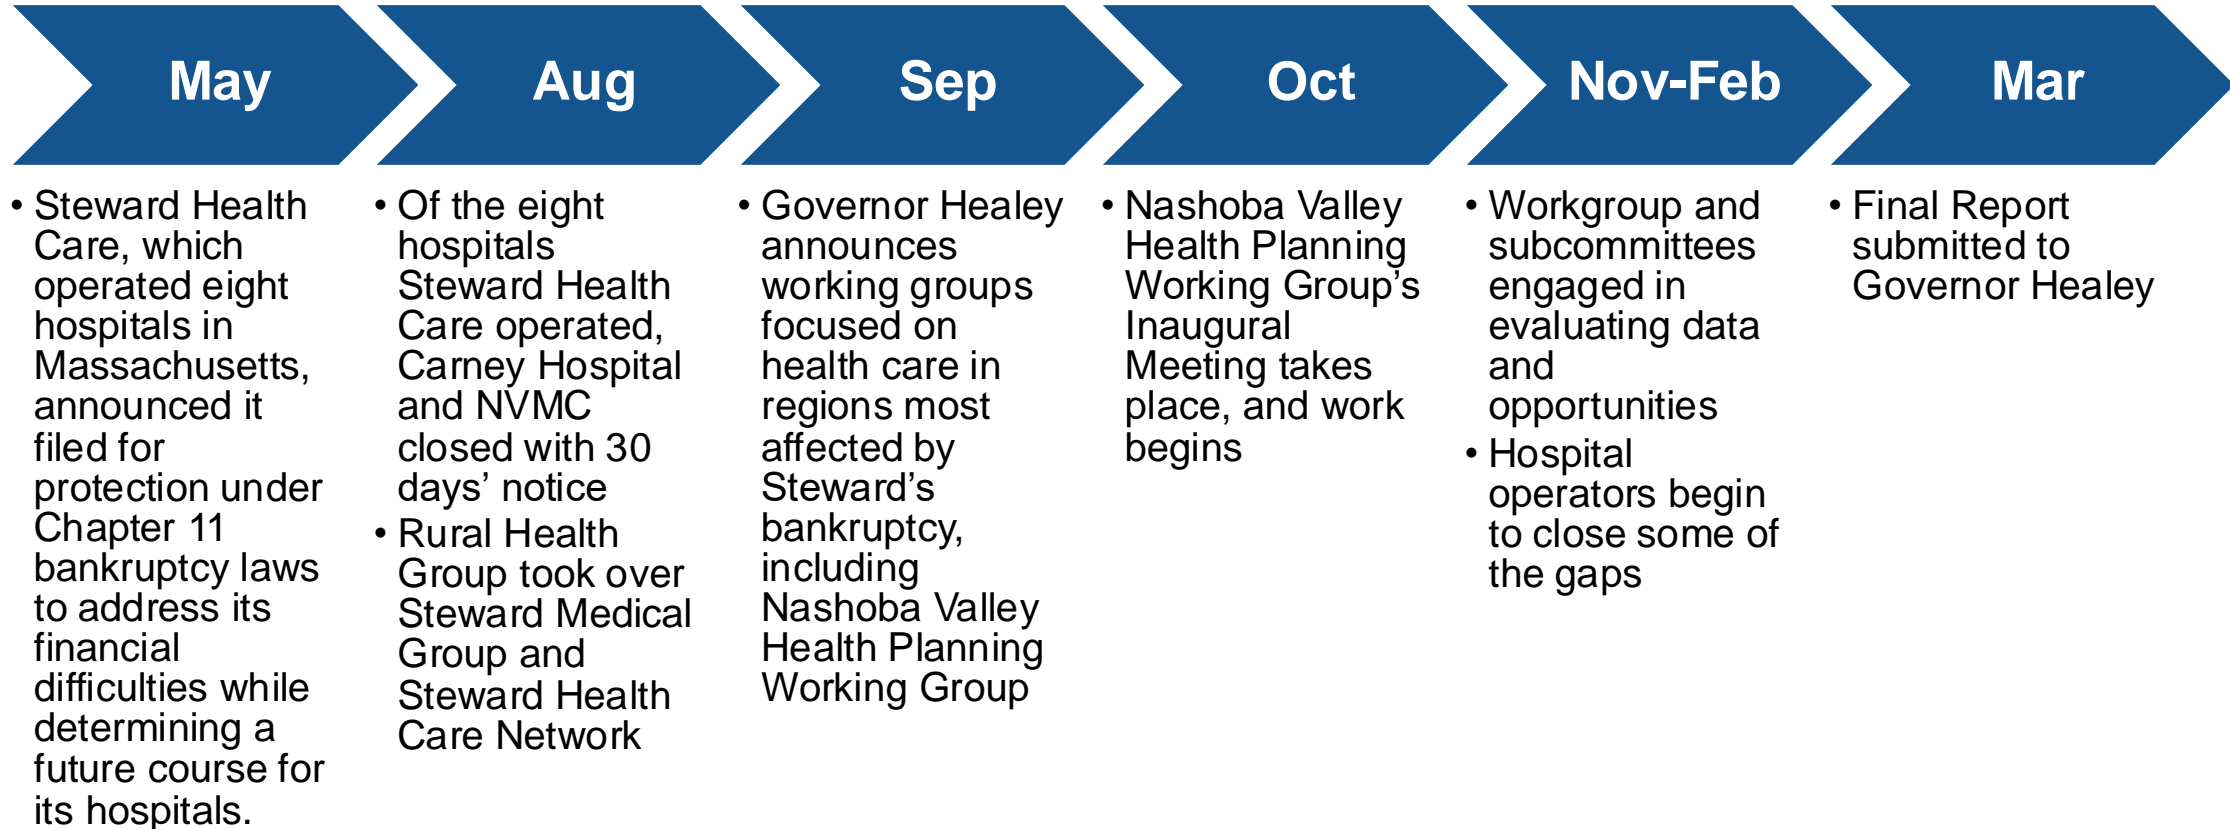 May
Aug
Sep
Oct
Nov-Feb
Mar
• Steward Health
Care, which
operated eight
hospitals in
Massachusetts,
announced it
filed for
protection under
Chapter 11
bankruptcy laws
to address its
financial
difficulties while
determining a
future course for
its hospitals.
• Of the eight
hospitals
Steward Health
Care operated,
Carney Hospital
and NVMC
closed with 30
days’ notice
• Rural Health
Group took over
Steward Medical
Group and
Steward Health
Care Network
• Governor Healey
announces
working groups
focused on
health care in
regions most
affected by
Steward’s
bankruptcy,
including
Nashoba Valley
Health Planning
Working Group
• Nashoba Valley
Health Planning
Working Group’s
Inaugural
Meeting takes
place, and work
begins
• Workgroup and
subcommittees
engaged in
evaluating data
and
opportunities
• Hospital
operators begin
to close some of
the gaps
• Final Report
submitted to
Governor Healey